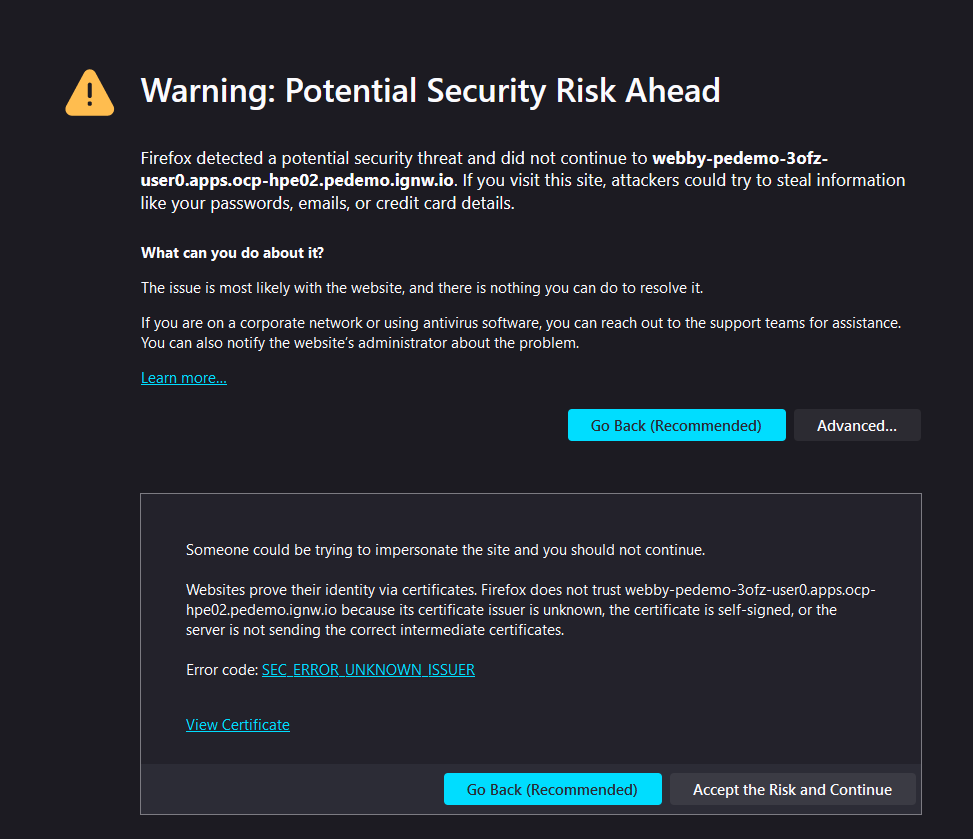 Warning: Potential Security Risk Ahead
Firefox detected a potential security threat and did not continue to webby-pedemo-3ofz-
user0.apps.ocp-hpe02.pedemo.ignw.io. If you visit this site, attackers could try to steal information
like your passwords, emails, or credit card details.
What can you do about it?
The issue is most likely with the website, and there is nothing you can do to resolve it.
If you are on a corporate network or using antivirus software, you can reach out to the support teams for assistance.
You can also notify the website’s administrator about the problem.
Learn more…
Go Back (Recommended)
Advanced…
Someone could be trying to impersonate the site and you should not continue.
Websites prove their identity via certificates. Firefox does not trust webby-pedemo-3ofz-user0.apps.ocp-
hpe02.pedemo.ignw.io because its certificate issuer is unknown, the certificate is self-signed, or the
server is not sending the correct intermediate certificates.
Error code: SEC_ERROR_UNKNOWN_ISSUER
View Certificate
Go Back (Recommended)
Accept the Risk and Continue